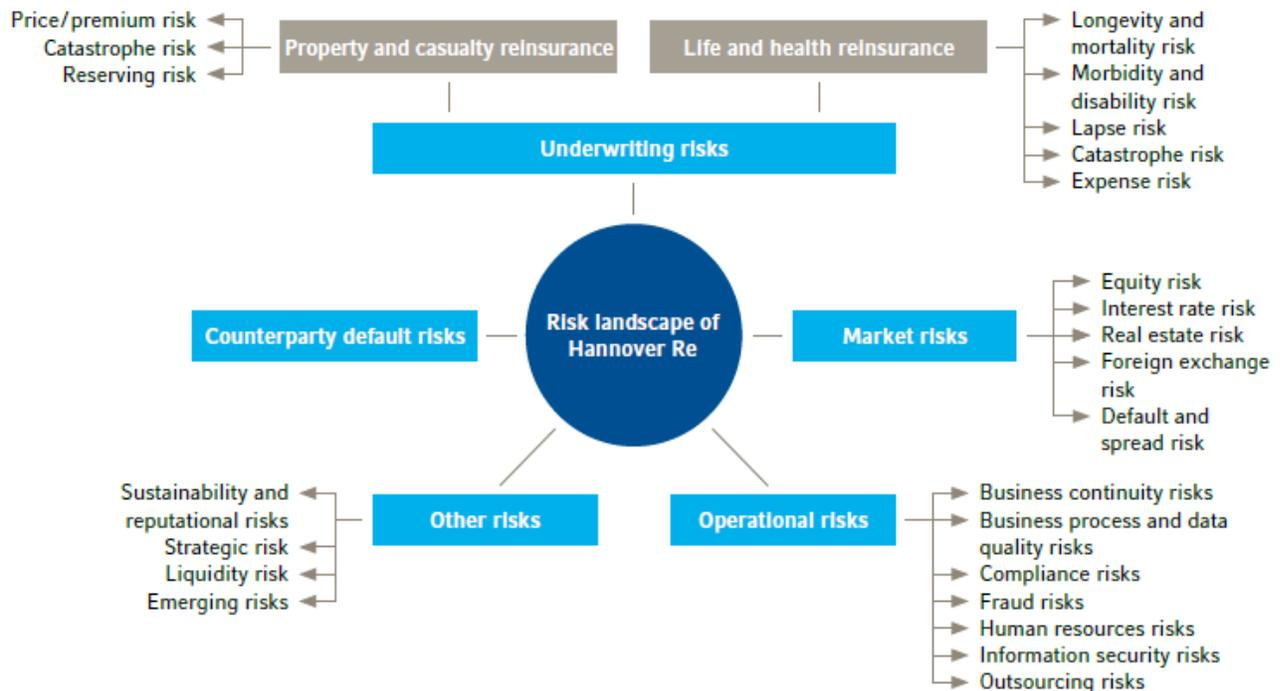 Price/premium risk
Catastrophe risk
Reserving risk
Property and casualty reinsurance
Life and health reinsurance
Longevity and
mortality risk
Morbidity and
disability risk
Lapse risk
Catastrophe risk
Expense risk
Underwriting risks
Counterparty default risks
Risk landscape of
Hannover Re
Market risks
Equity risk
Interest rate risk
Real estate risk
Foreign exchange
risk
Default and
spread risk
Sustainability and
reputational risks
Strategic risk
Liquidity risk
Emerging risks
Other risks
Operational risks
Business continuity risks
Business process and data
quality risks
Compliance risks
Fraud risks
Human resources risks
Information security risks
Outsourcing risks